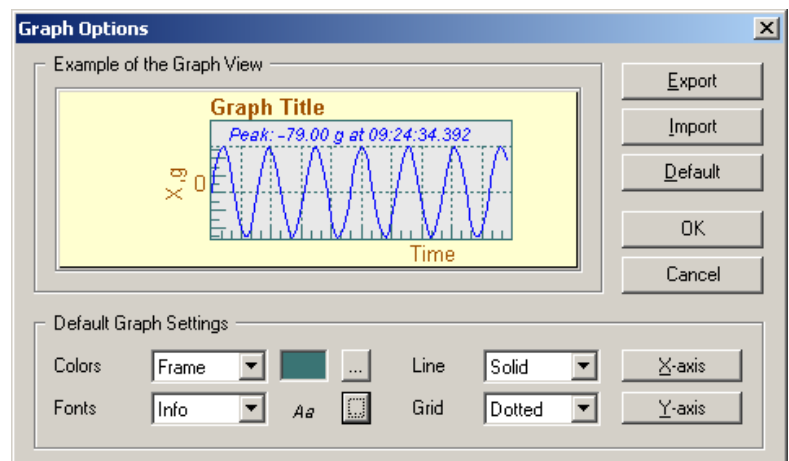 Graph Options
Example of the Graph View
Graph Title
Peak: -79.00 g at 09:24:34.392
X,g
0
Time
Export
Import
Default
OK
Cancel
Default Graph Settings
Colors Frame ... Line Solid X-axis
Fonts Info Aa Grid Dotted Y-axis